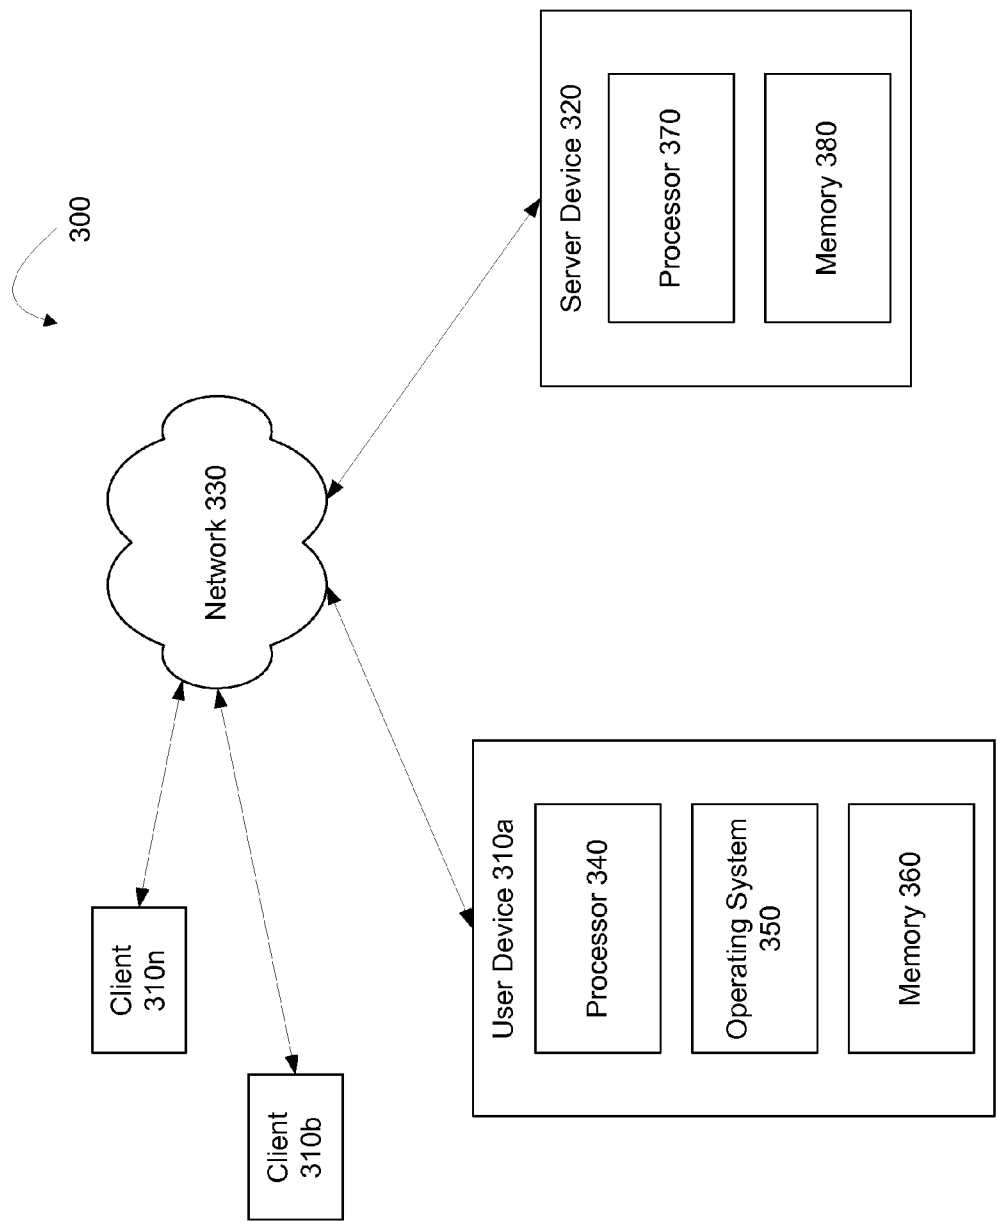 300
Client
310n
Network 330
Client
310b
User Device 310a
Processor 340
Operating System
350
Memory 360
Server Device 320
Processor 370
Memory 380